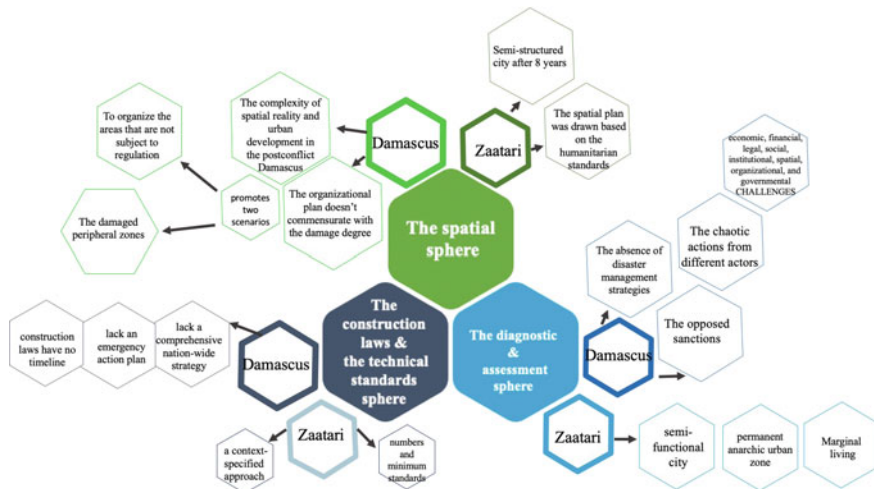 Semi-structured
city after 8 years
To organize the
areas that are not
subject to
regulation
The complexity of
spatial reality and
urban
development in
the postconflict
Damascus
Damascus
Zaatari
The spatial plan
was drawn based
on the
humanitarian
standards
economic, financial,
legal, social,
institutional, spatial,
organizational, and
governmental
CHALLENGES
The damaged
peripheral zones
promotes
two
scenarios
The organizational
plan doesn't
commensurate with
the damage degree
The spatial
sphere
The chaotic
actions from
different actors
The absence of
disaster
management
strategies
construction
laws have no
timeline
lack an
emergency
action plan
lack a
comprehensive
nation-wide
strategy
Damascus
The
construction
laws &
the technical
standards
sphere
The diagnostic
&
assessment
sphere
Damascus
The opposed
sanctions
Zaatari
a context-
specified
approach
numbers
and
minimum
standards
Zaatari
semi-
functional
city
permanent
anarchic urban
zone
Marginal
living